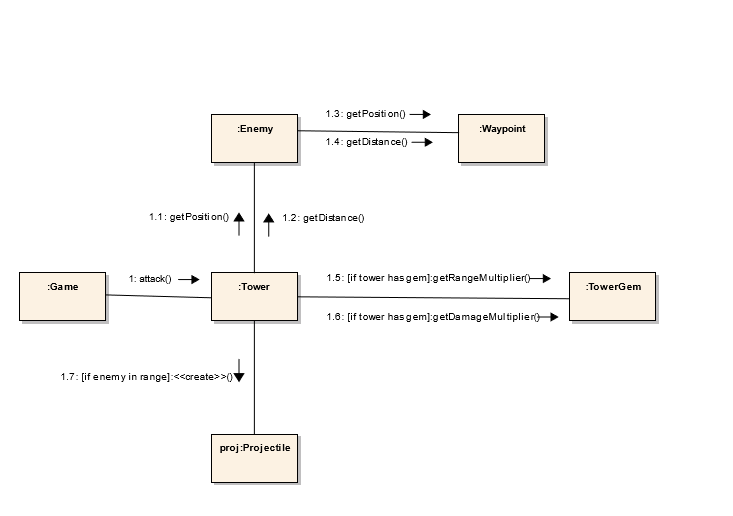 1.3: getPosition()
:Enemy
:Waypoint
1.4: getDistance()
1.1: getPosition()
1.2: getDistance()
1: attack()
1.5: [if tower has gem]:getRangeMultiplier()
:Game
:Tower
:TowerGem
1.6: [if tower has gem]:getDamageMultiplier()
1.7: [if enemy in range]:<<create>>()
proj:Projectile